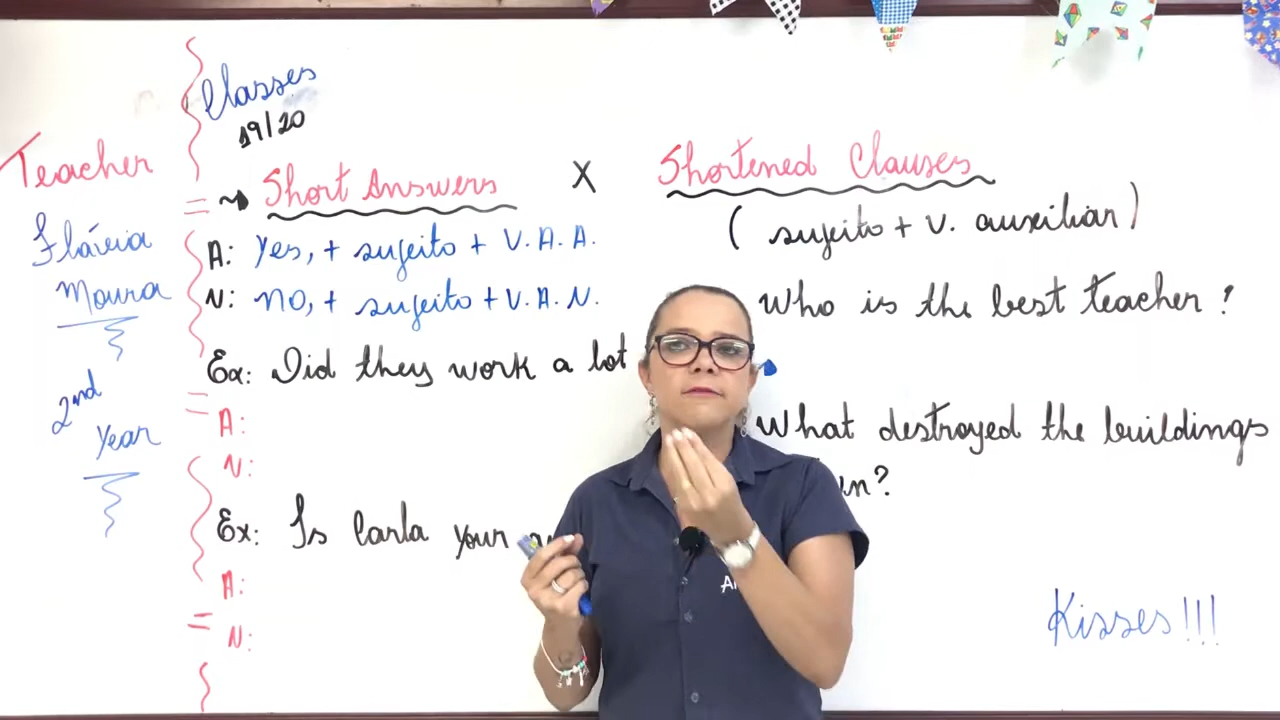 Teacher
Flávia
Moura
2nd
Year
Classes
19/20
Short Answers X Shortened Clauses
A: Yes, + sujeito + V.A.A.
N: No, + sujeito + V.A.N.
Ex: Did they work a lot
A:
N:
Ex: Is Carla your
A:
N:
(sujeito + v. auxiliar)
Who is the best teacher?
What destroyed the buildings
Kisses!!!